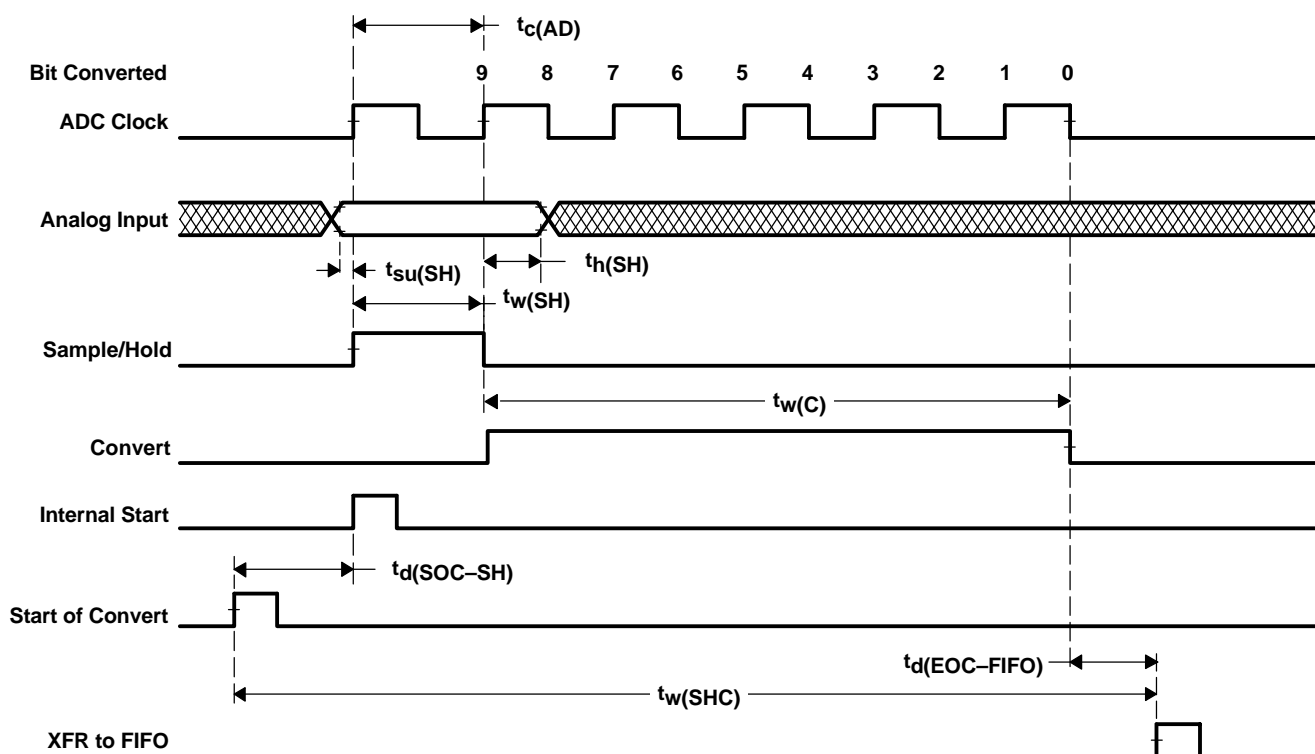 tc(AD)
Bit Converted 9 8 7 6 5 4 3 2 1 0
ADC Clock
Analog Input
tsu(SH) th(SH)
tw(SH)
Sample/Hold
tw(C)
Convert
Internal Start
td(SOC–SH)
Start of Convert
td(EOC–FIFO)
tw(SHC)
XFR to FIFO